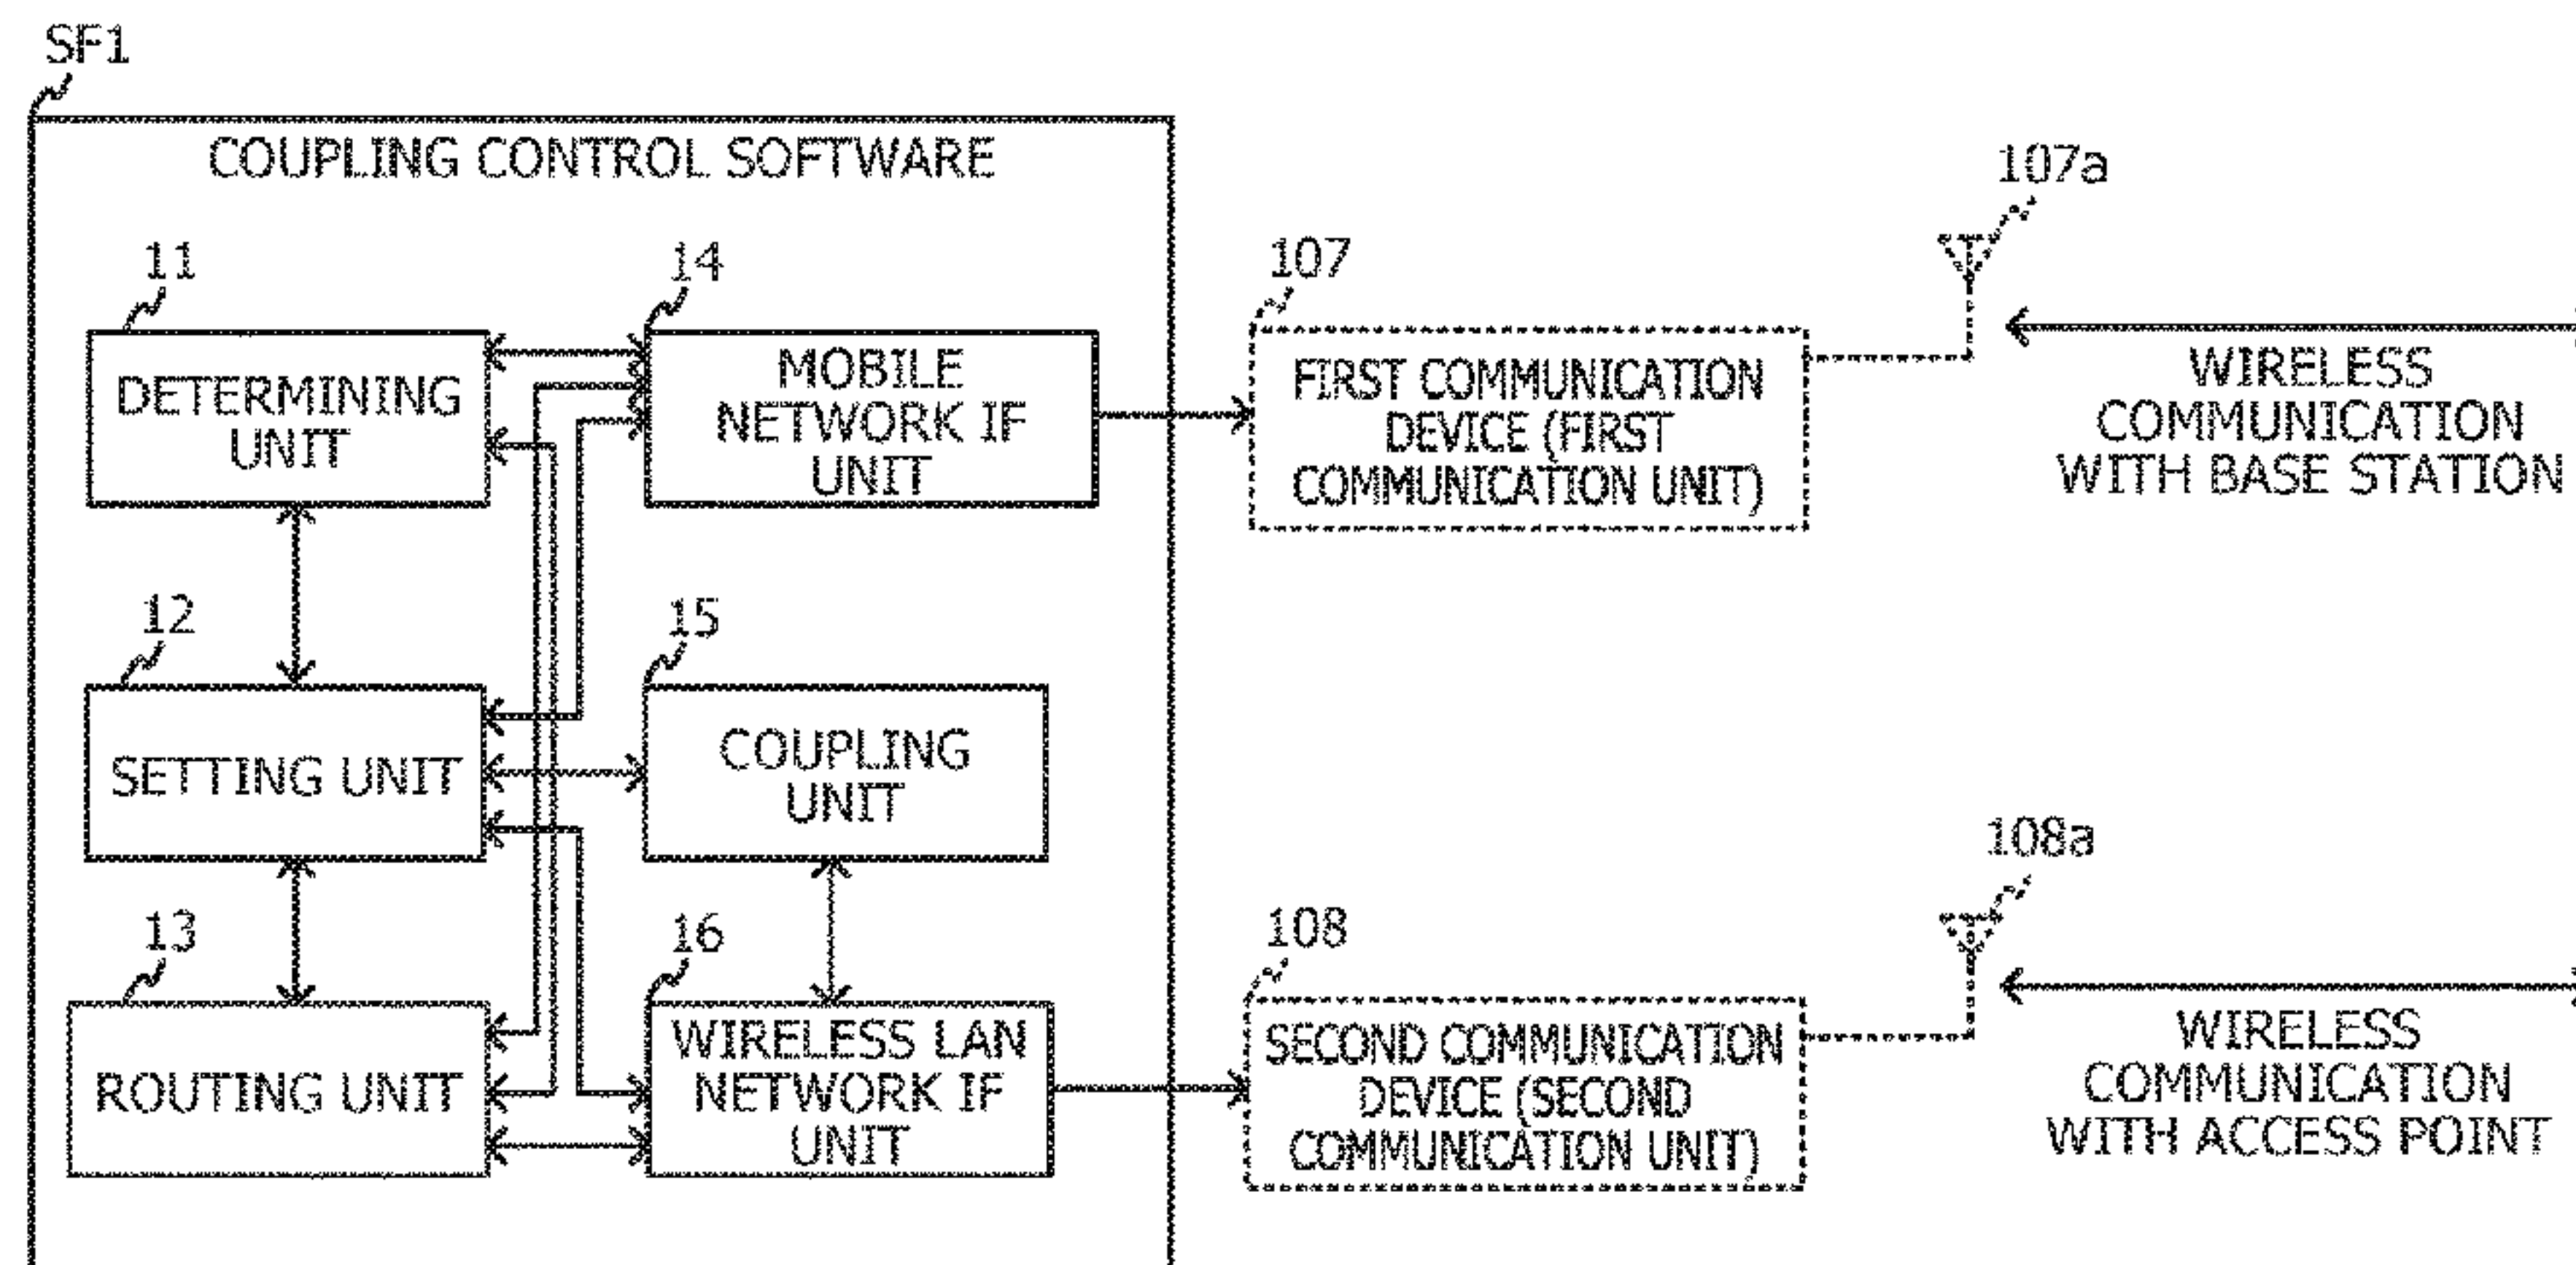 SF1
COUPLING CONTROL SOFTWARE
11
DETERMINING
UNIT
14
MOBILE
NETWORK IF
UNIT
107
FIRST COMMUNICATION
DEVICE (FIRST
COMMUNICATION UNIT)
107a
WIRELESS
COMMUNICATION
WITH BASE STATION
12
SETTING UNIT
15
COUPLING
UNIT
13
ROUTING UNIT
16
WIRELESS LAN
NETWORK IF
UNIT
108
SECOND COMMUNICATION
DEVICE (SECOND
COMMUNICATION UNIT)
108a
WIRELESS
COMMUNICATION
WITH ACCESS POINT